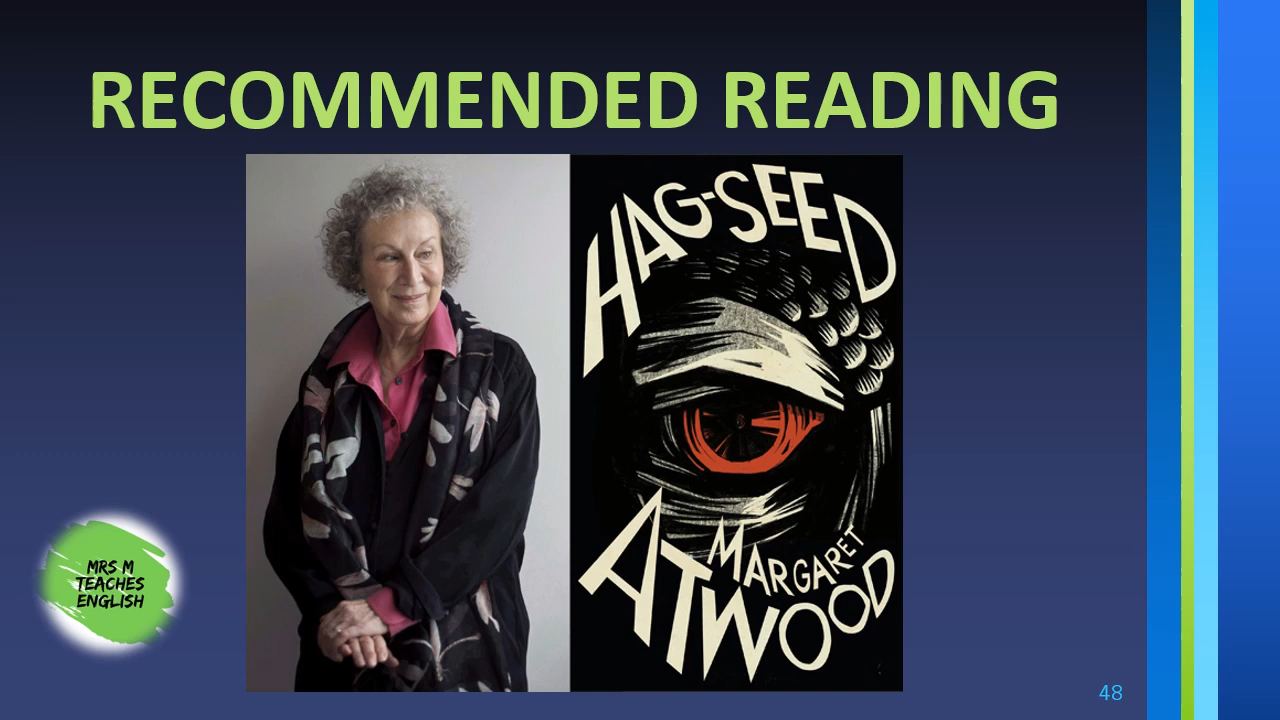 RECOMMENDED READING
HAG-SEED
MARGARET
ATWOOD
MRS M
TEACHES
ENGLISH
48